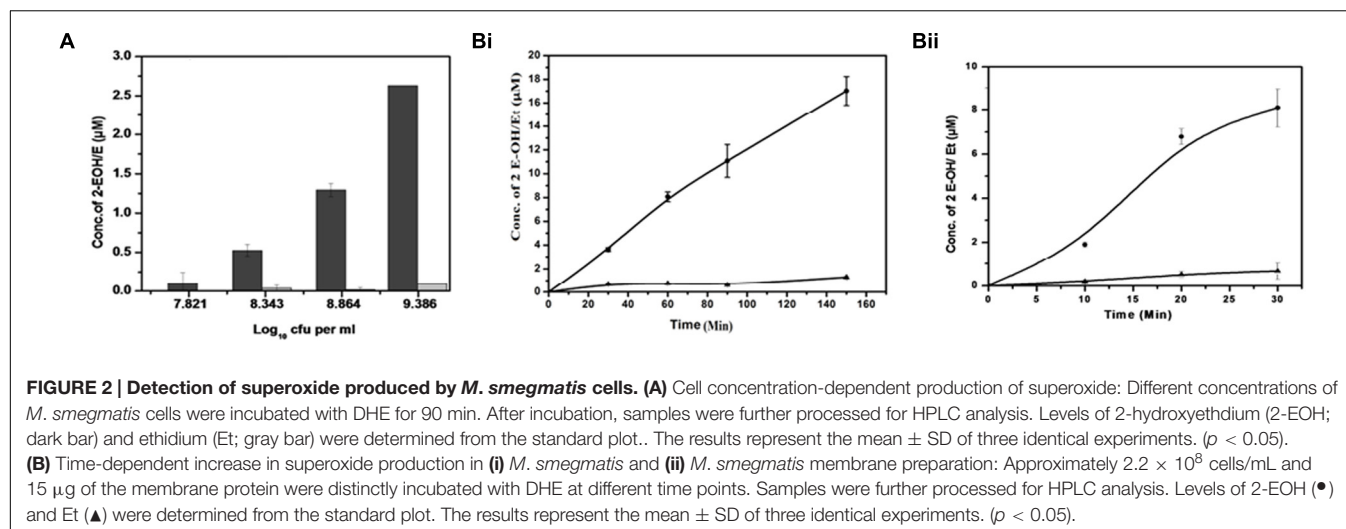 A
Bi
Bii
3.0
2.5
2.0
1.5
1.0
0.5
0.0
Conc.of 2-EOH/E (µM)
7.821 8.343 8.864 9.386
Log10 cfu per ml
20
18
16
14
12
10
8
6
4
2
0
Conc. of 2 E-OH/Et (µM)
0 20 40 60 80 100 120 140 160
Time (Min)
10
8
6
4
2
0
Conc. of 2 E-OH/ Et (µM)
0 5 10 15 20 25 30
Time (Min)
FIGURE 2 | Detection of superoxide produced by M. smegmatis cells. (A) Cell concentration-dependent production of superoxide: Different concentrations of
M. smegmatis cells were incubated with DHE for 90 min. After incubation, samples were further processed for HPLC analysis. Levels of 2-hydroxyethdium (2-EOH;
dark bar) and ethidium (Et; gray bar) were determined from the standard plot.. The results represent the mean ± SD of three identical experiments. (p < 0.05).
(B) Time-dependent increase in superoxide production in (i) M. smegmatis and (ii) M. smegmatis membrane preparation: Approximately 2.2 × 10⁸ cells/mL and
15 µg of the membrane protein were distinctly incubated with DHE at different time points. Samples were further processed for HPLC analysis. Levels of 2-EOH (●)
and Et (▲) were determined from the standard plot. The results represent the mean ± SD of three identical experiments. (p < 0.05).